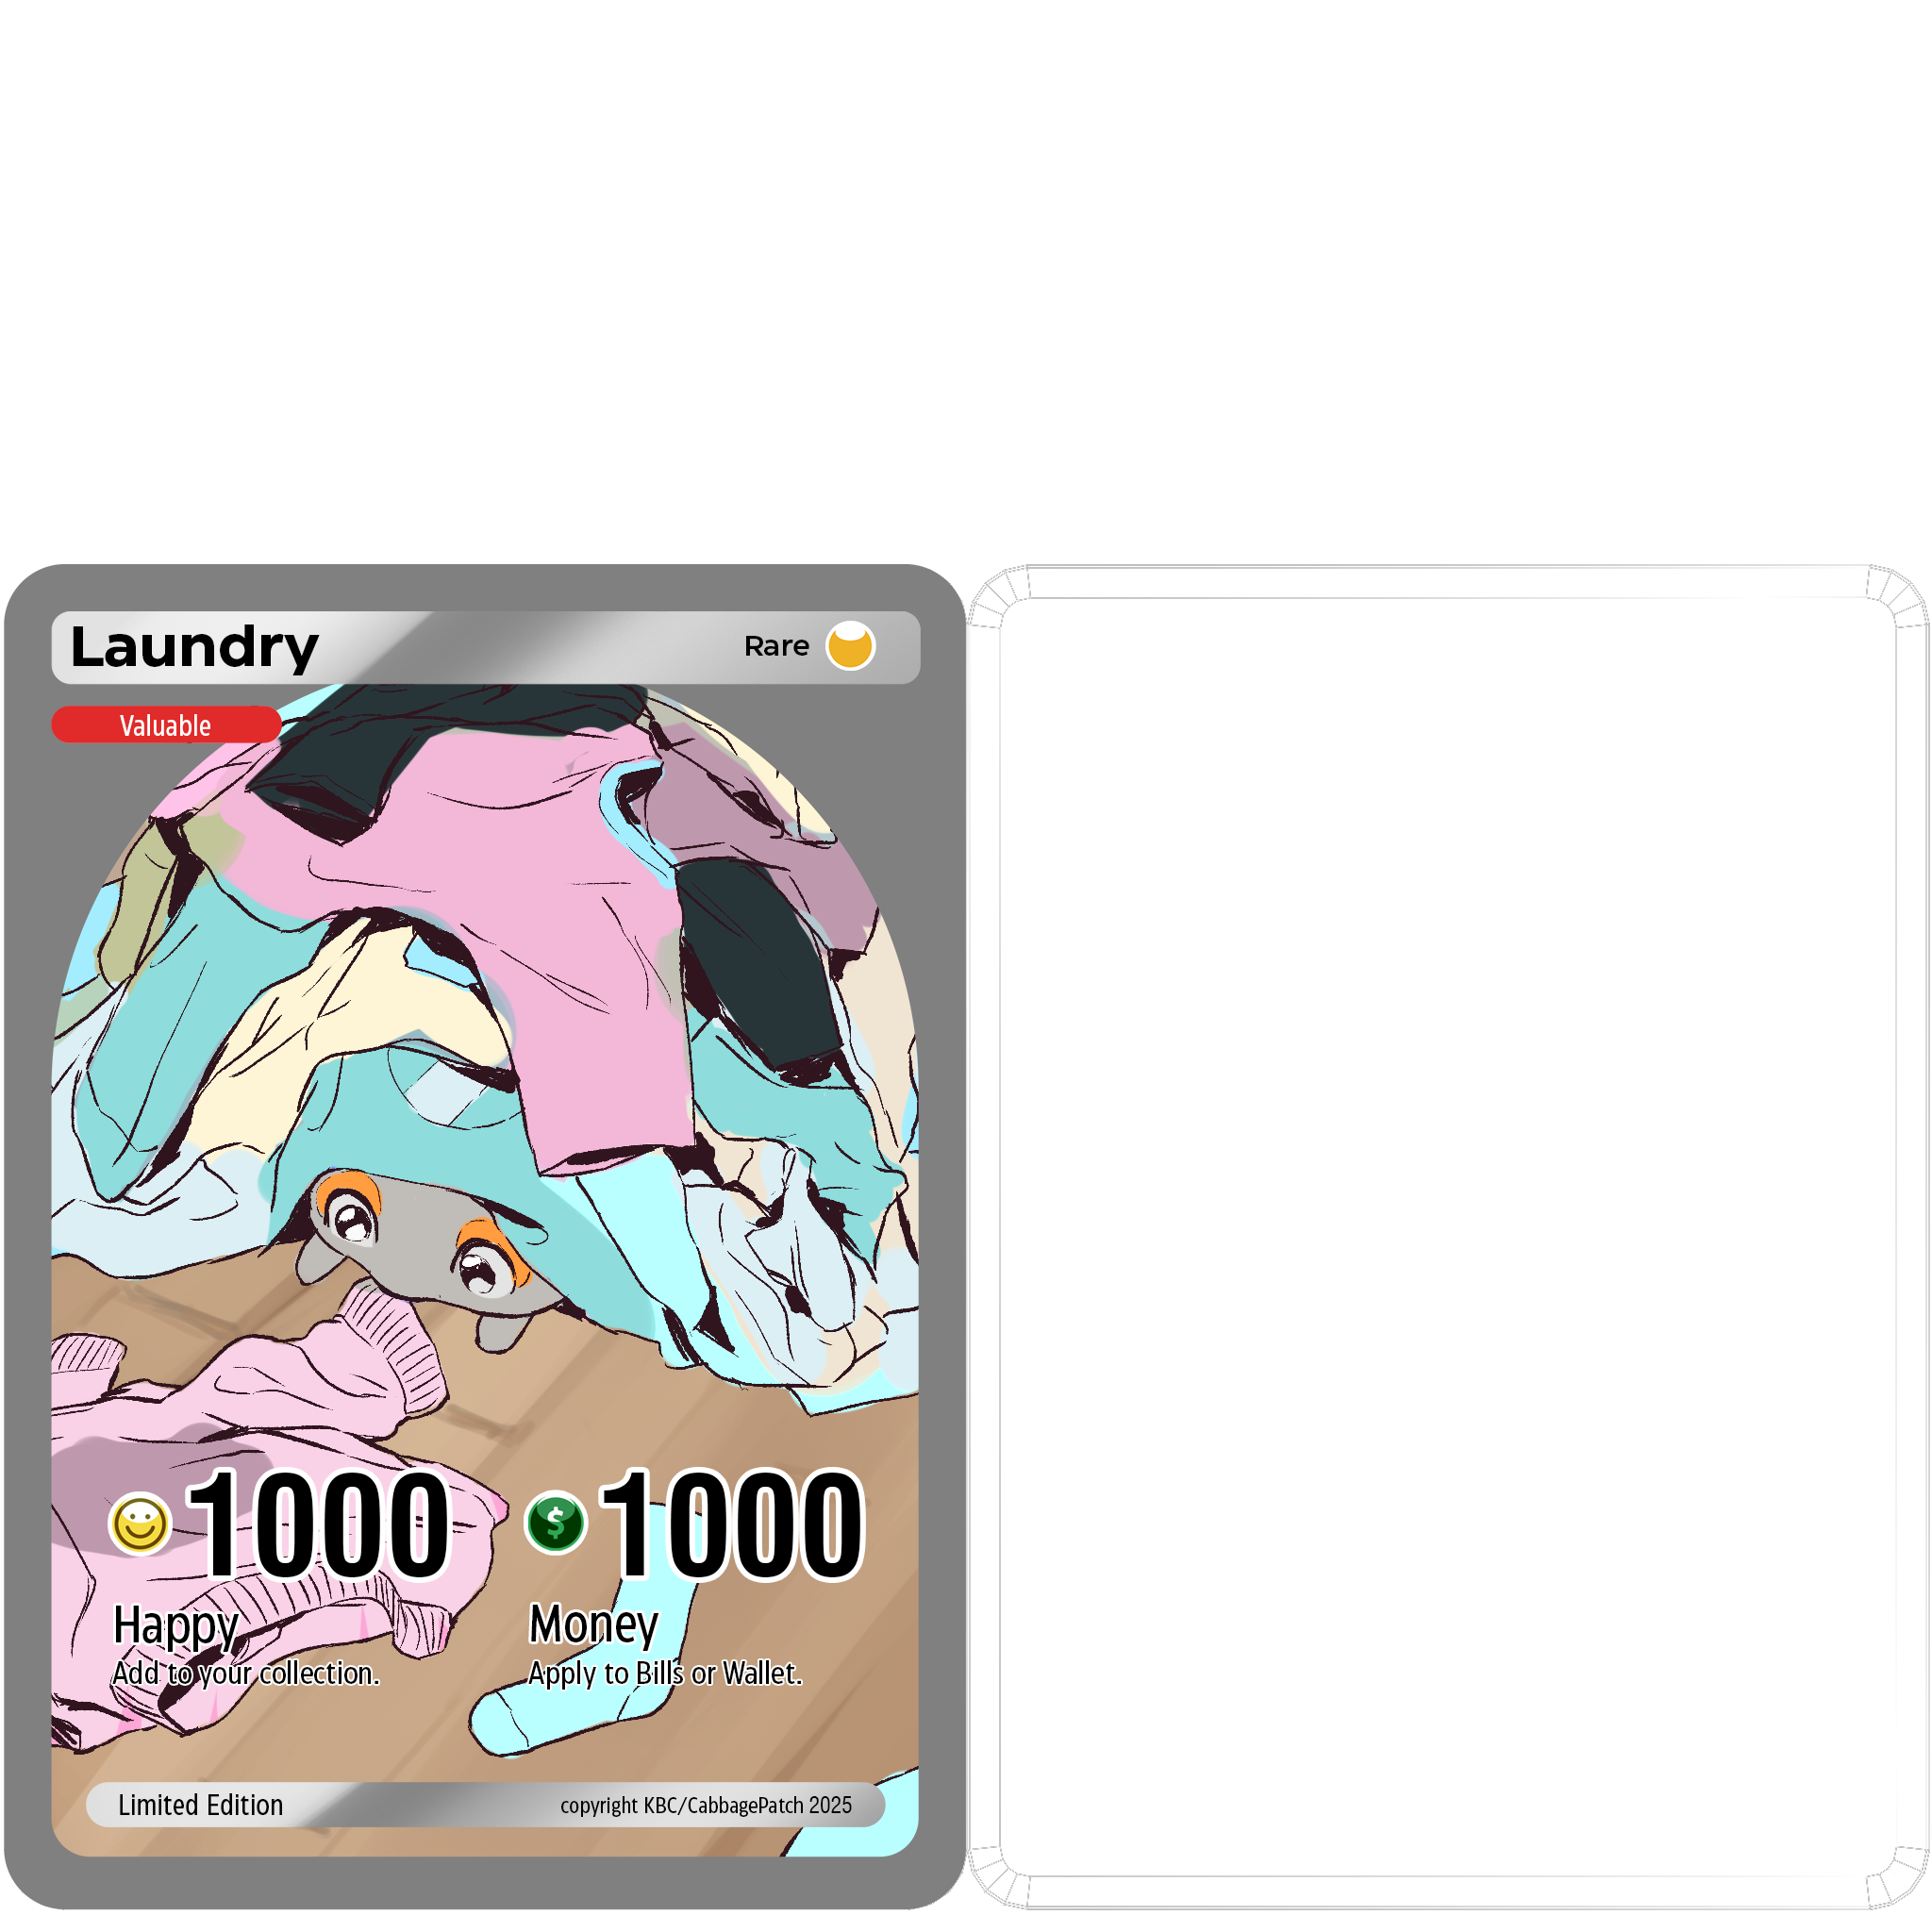 Laundry
Rare
Valuable
1000
1000
Happy
Money
Add to your collection.
Apply to Bills or Wallet.
Limited Edition
copyright KBC/CabbagePatch 2025